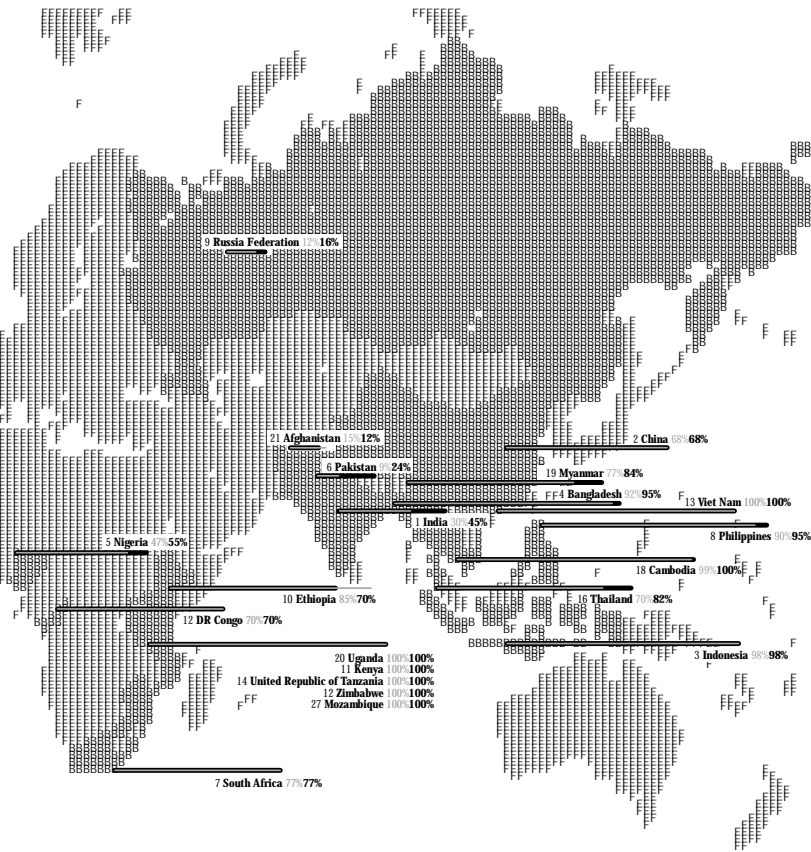 9 Russia Federation 12%16%
2 China 68%68%
21 Afghanistan 15%12%
6 Pakistan 9%24%
19 Myanmar 77%84%
4 Bangladesh 92%95%
13 Viet Nam 100%100%
1 India 30%45%
8 Philippines 90%95%
5 Nigeria 47%55%
18 Cambodia 99%100%
10 Ethiopia 85%70%
16 Thailand 70%82%
12 DR Congo 70%70%
20 Uganda 100%100%
3 Indonesia 98%98%
11 Kenya 100%100%
14 United Republic of Tanzania 100%100%
12 Zimbabwe 100%100%
27 Mozambique 100%100%
7 South Africa 77%77%